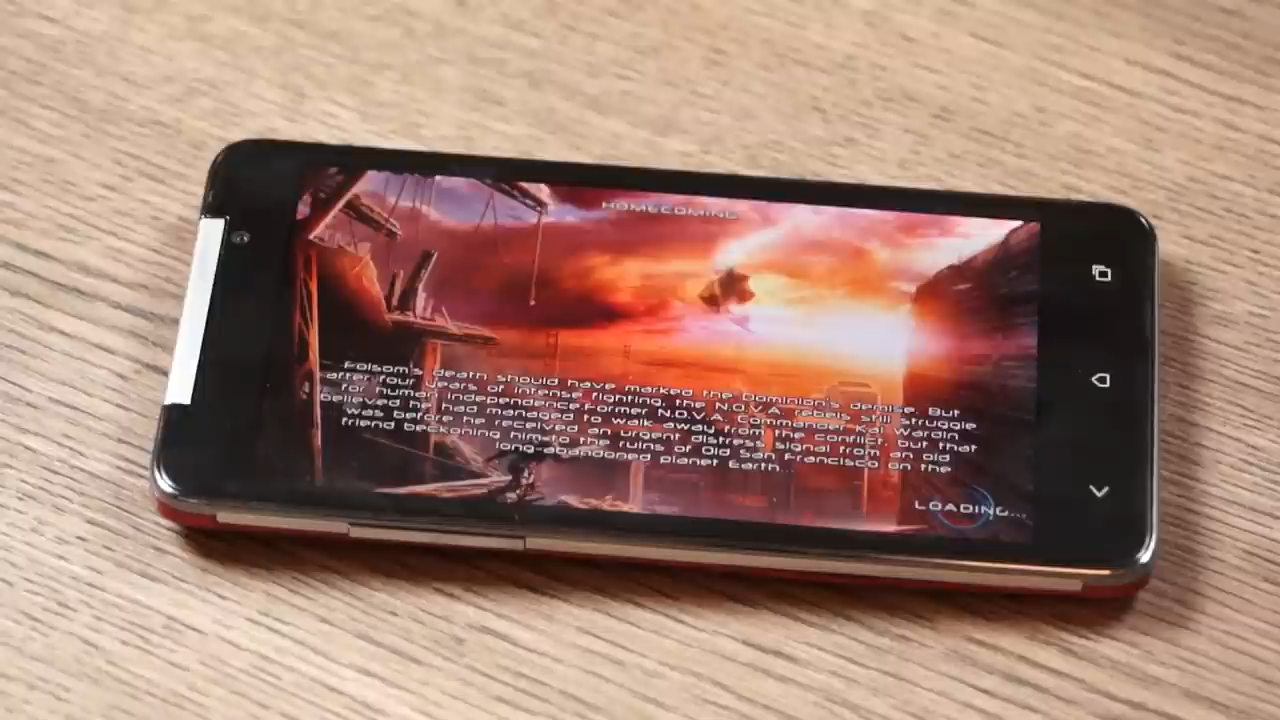 HOMECOMING
Folsom's death should have marked the Dominion's demise. But
after four years of intense fighting, the N.O.V.A. rebels still struggle
for human independence.Former N.O.V.A. Commander Kal Wardin
believed he had managed to walk away from the conflict, but that
was before he received an urgent distress signal from an old
friend beckoning him to the ruins of Old San Francisco on the
long-abandoned planet Earth...
LOADING...